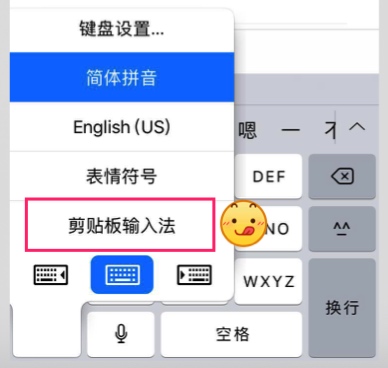 键盘设置...
简体拼音
English (US)
表情符号
剪贴板输入法
嗯 一
DEF
NO
^^
WXYZ
换行
空格